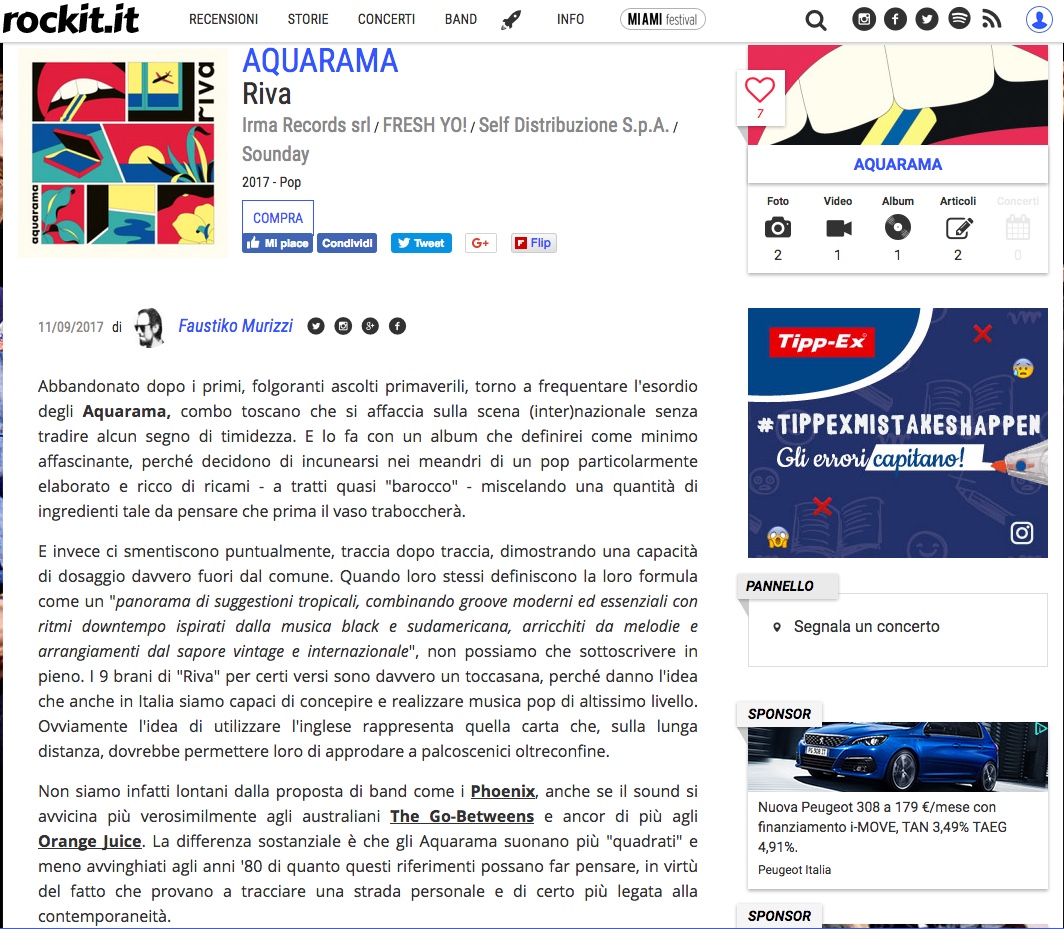 rockit.it
RECENSIONI STORIE CONCERTI BAND INFO MIAMI festival
riva
aquarama
AQUARAMA
Riva
Irma Records srl / FRESH YO! / Self Distribuzione S.p.A. /
Sounday
2017 - Pop
COMPRA
Mi piace Condividi Tweet G+ Flip
11/09/2017 di Faustiko Murizzi
Abbandonato dopo i primi, folgoranti ascolti primaverili, torno a frequentare l'esordio
degli Aquarama, combo toscano che si affaccia sulla scena (inter)nazionale senza
tradire alcun segno di timidezza. E lo fa con un album che definirei come minimo
affascinante, perché decidono di incunearsi nei meandri di un pop particolarmente
elaborato e ricco di ricami - a tratti quasi "barocco" - miscelando una quantità di
ingredienti tale da pensare che prima il vaso traboccherà.
E invece ci smentiscono puntualmente, traccia dopo traccia, dimostrando una capacità
di dosaggio davvero fuori dal comune. Quando loro stessi definiscono la loro formula
come un "panorama di suggestioni tropicali, combinando groove moderni ed essenziali con
ritmi downtempo ispirati dalla musica black e sudamericana, arricchiti da melodie e
arrangiamenti dal sapore vintage e internazionale", non possiamo che sottoscrivere in
pieno. I 9 brani di "Riva" per certi versi sono davvero un toccasana, perché danno l'idea
che anche in Italia siamo capaci di concepire e realizzare musica pop di altissimo livello.
Ovviamente l'idea di utilizzare l'inglese rappresenta quella carta che, sulla lunga
distanza, dovrebbe permettere loro di approdare a palcoscenici oltreconfine.
Non siamo infatti lontani dalla proposta di band come i Phoenix, anche se il sound si
avvicina più verosimilmente agli australiani The Go-Betweens e ancor di più agli
Orange Juice. La differenza sostanziale è che gli Aquarama suonano più "quadrati" e
meno avvinghiati agli anni '80 di quanto questi riferimenti possano far pensare, in virtù
del fatto che provano a tracciare una strada personale e di certo più legata alla
contemporaneità.
7
AQUARAMA
Foto Video Album Articoli Concerti
2 1 1 2 0
Tipp-Ex
#TIPPEXMISTAKESHAPPEN
Gli errori capitano!
PANNELLO
Segnala un concerto
SPONSOR
Nuova Peugeot 308 a 179 €/mese con
finanziamento i-MOVE, TAN 3,49% TAEG
4,91%.
Peugeot Italia
SPONSOR